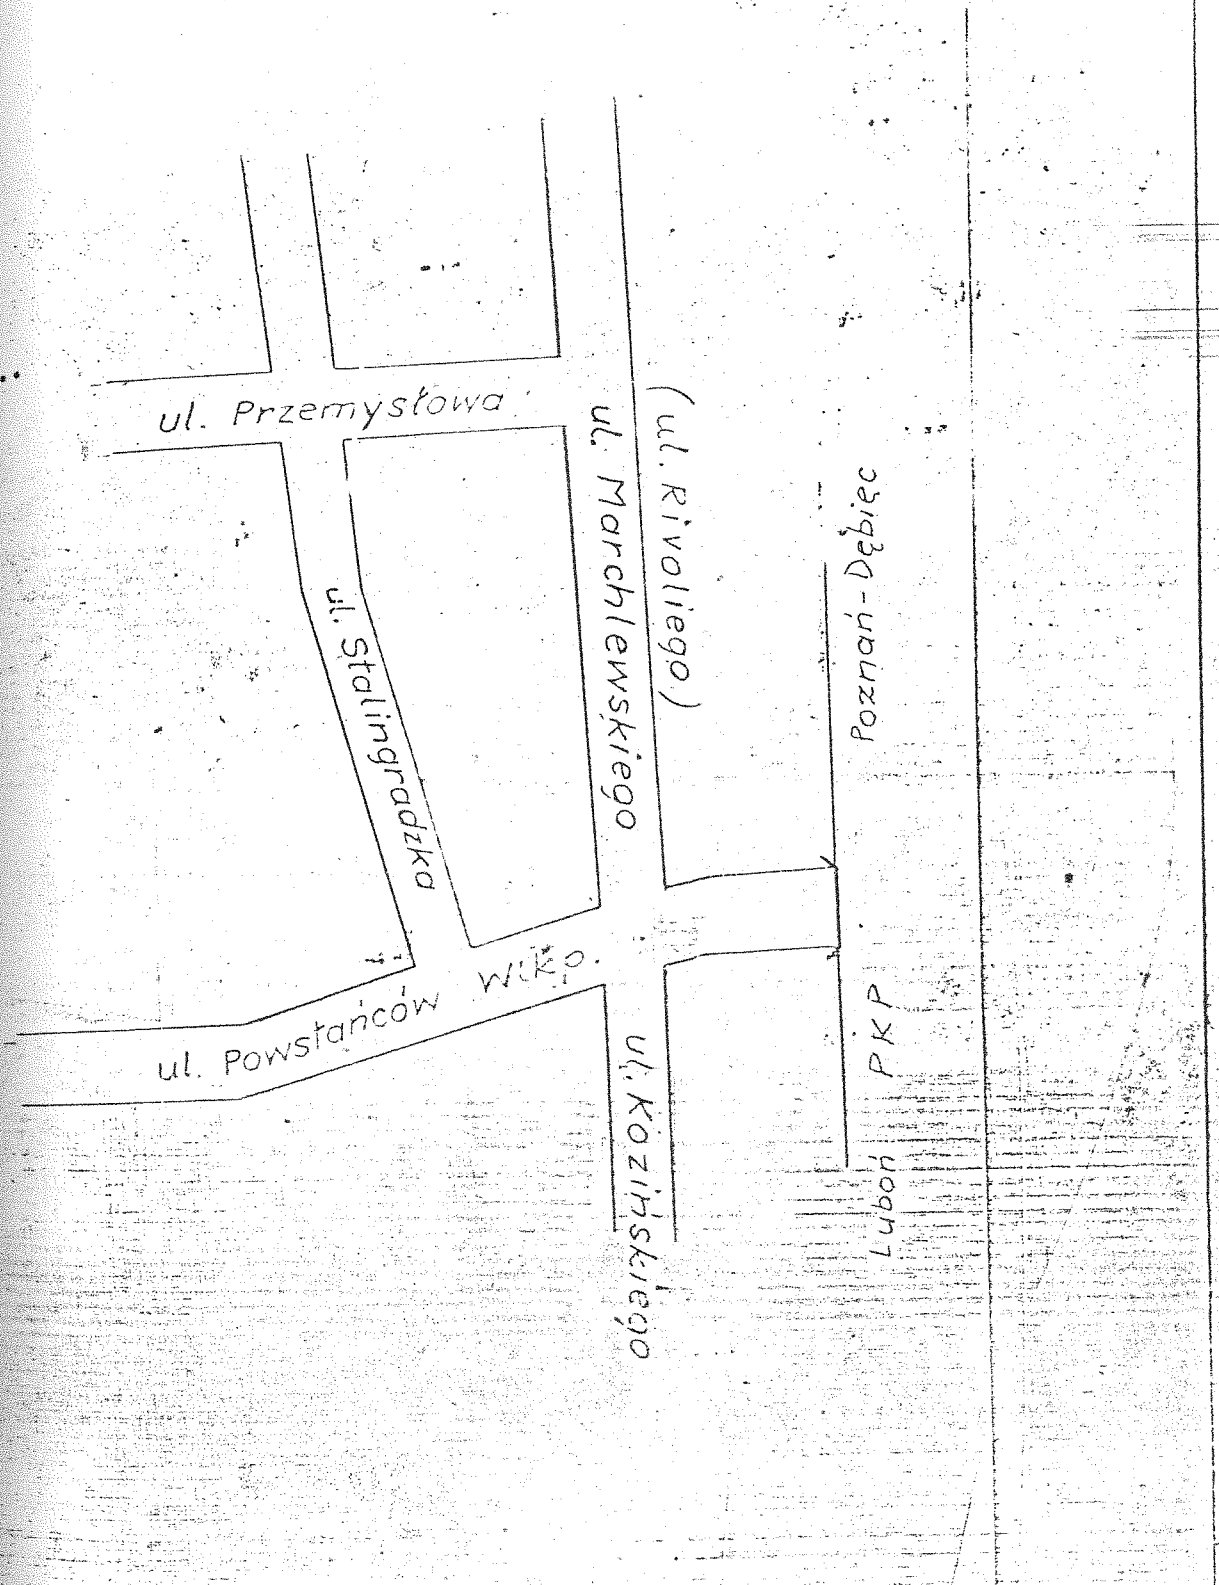 ul. Przemysłowa
(ul. Rivoliego)
ul. Marchlewskiego
Poznań-Dębiec
ul. Stalingradzka
ul. Powstańców Wlkp.
PKP
ul. Kozińskiego
Luboń